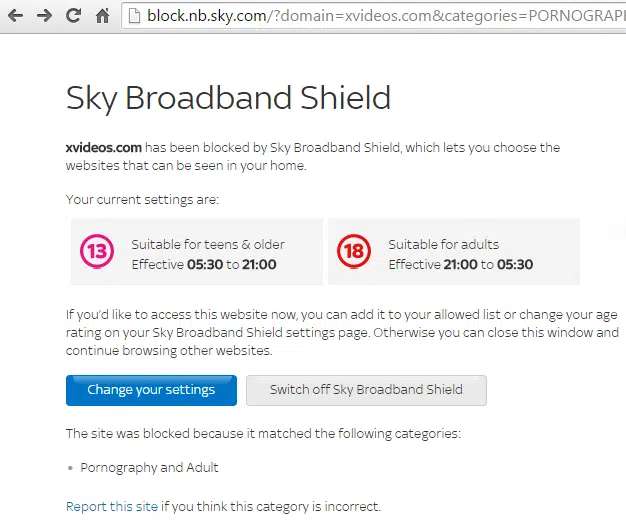 block.nb.sky.com/?domain=xvideos.com&categories=PORNOGRAPH
Sky Broadband Shield
xvideos.com has been blocked by Sky Broadband Shield, which lets you choose the
websites that can be seen in your home.
Your current settings are:
13
Suitable for teens & older
Effective 05:30 to 21:00
18
Suitable for adults
Effective 21:00 to 05:30
If you'd like to access this website now, you can add it to your allowed list or change your age
rating on your Sky Broadband Shield settings page. Otherwise you can close this window and
continue browsing other websites.
Change your settings
Switch off Sky Broadband Shield
The site was blocked because it matched the following categories:
• Pornography and Adult
Report this site if you think this category is incorrect.